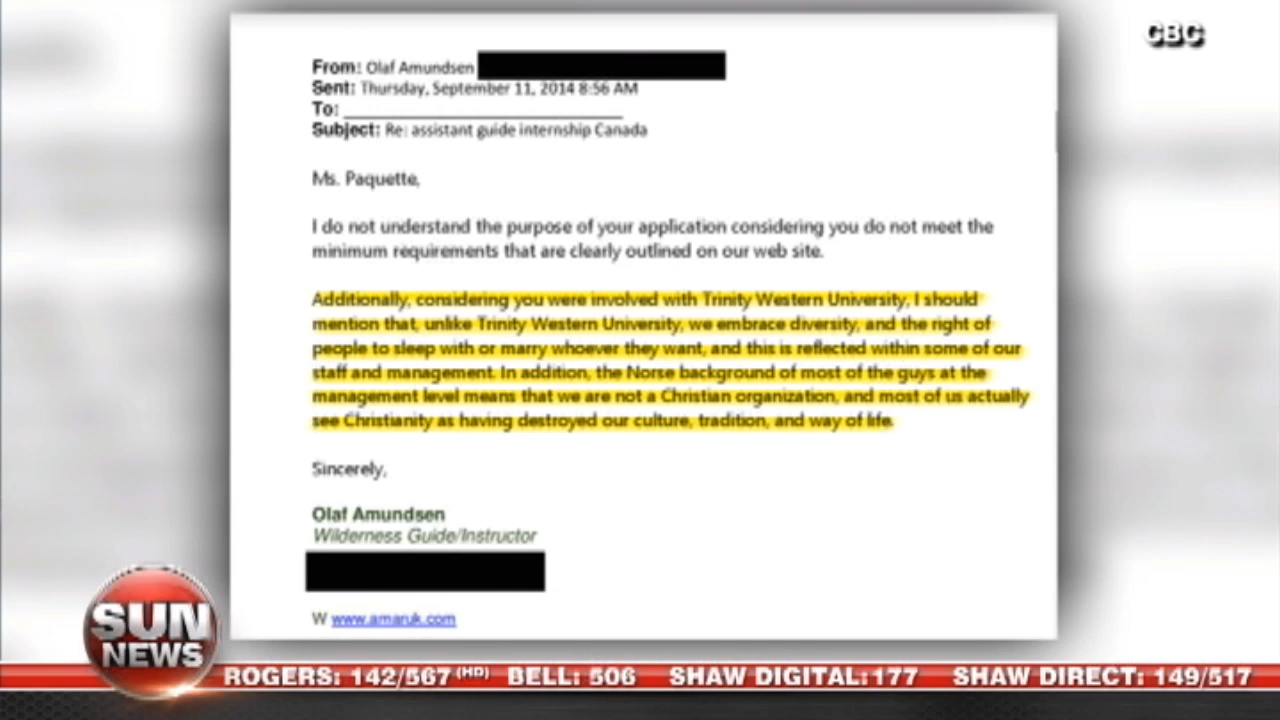 CBC
From: Olaf Amundsen
Sent: Thursday, September 11, 2014 8:56 AM
To:
Subject: Re: assistant guide internship Canada
Ms. Paquette,
I do not understand the purpose of your application considering you do not meet the
minimum requirements that are clearly outlined on our web site.
Additionally, considering you were involved with Trinity Western University, I should
mention that, unlike Trinity Western University, we embrace diversity, and the right of
people to sleep with or marry whoever they want, and this is reflected within some of our
staff and management. In addition, the Norse background of most of the guys at the
management level means that we are not a Christian organization, and most of us actually
see Christianity as having destroyed our culture, tradition, and way of life.
Sincerely,
Olaf Amundsen
Wilderness Guide/Instructor
W www.amaruk.com
SUN
NEWS
ROGERS: 142/567 (HD) BELL: 506 SHAW DIGITAL: 177 SHAW DIRECT: 149/517